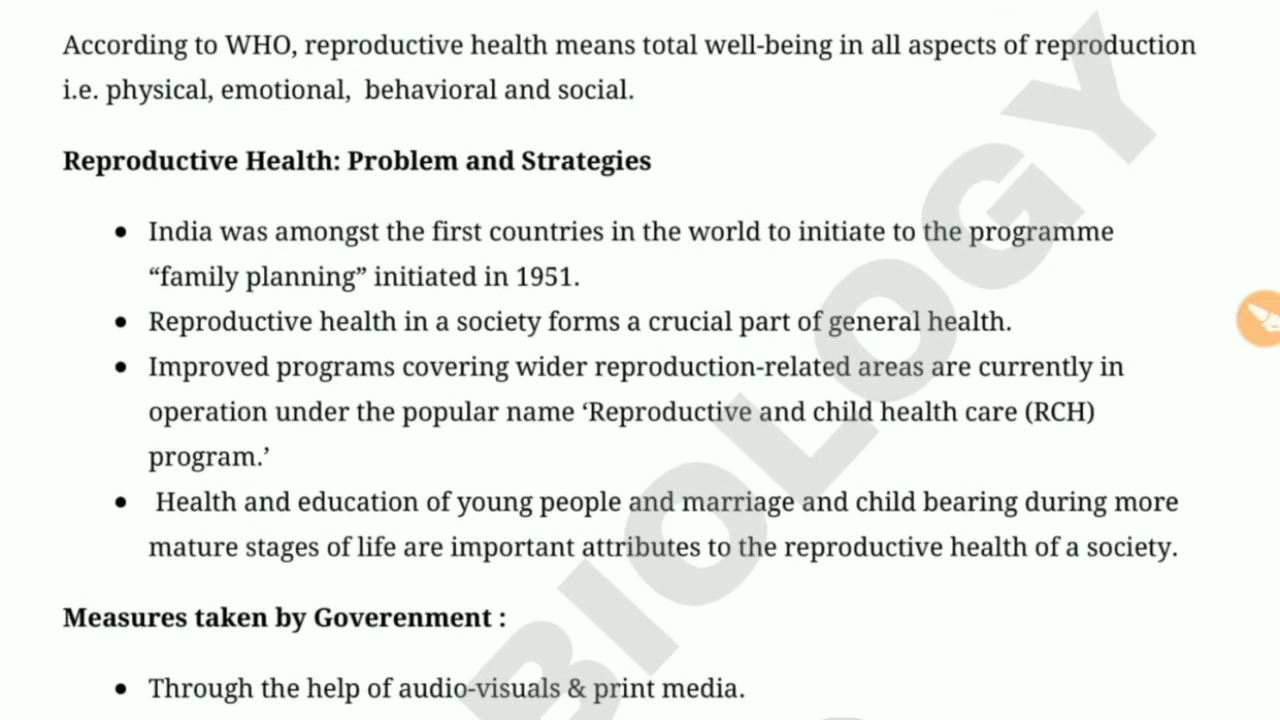 According to WHO, reproductive health means total well-being in all aspects of reproduction
i.e. physical, emotional,  behavioral and social.
Reproductive Health: Problem and Strategies
• India was amongst the first countries in the world to initiate to the programme
“family planning” initiated in 1951.
• Reproductive health in a society forms a crucial part of general health.
• Improved programs covering wider reproduction-related areas are currently in
operation under the popular name ‘Reproductive and child health care (RCH)
program.’
• Health and education of young people and marriage and child bearing during more
mature stages of life are important attributes to the reproductive health of a society.
Measures taken by Goverenment :
• Through the help of audio-visuals & print media.
BIOLOGY